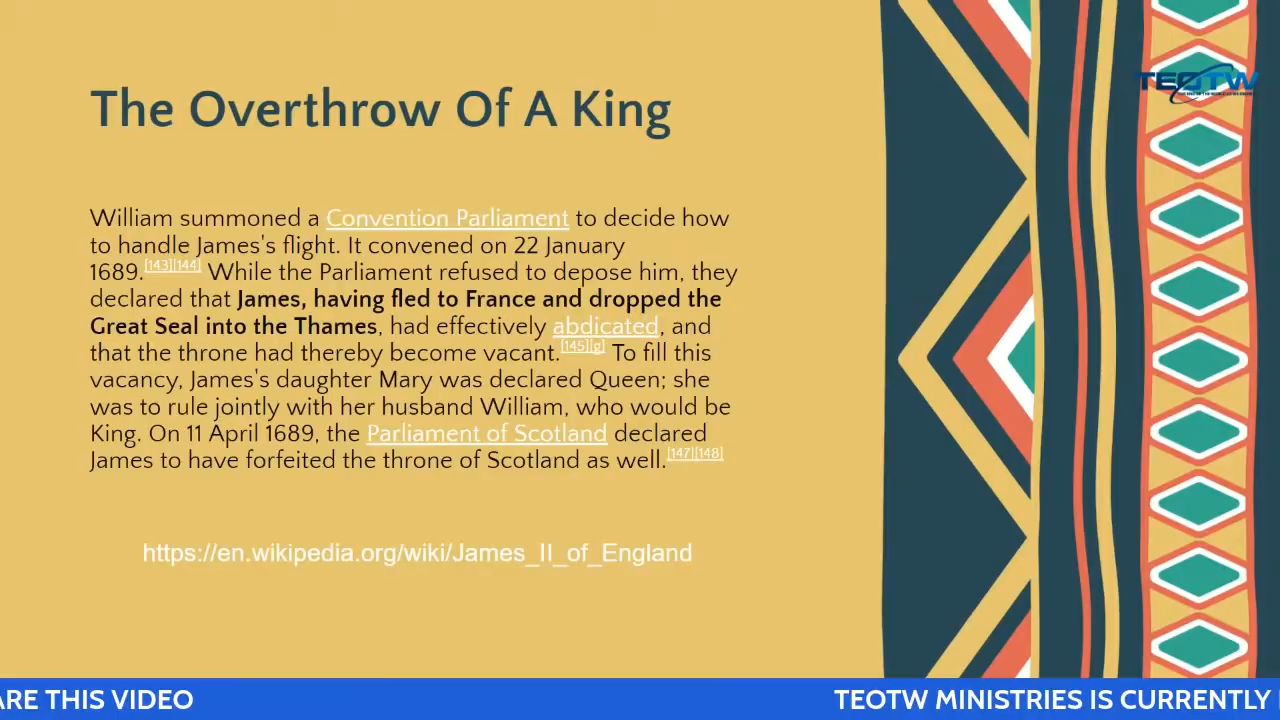 TEOTW
The Overthrow Of A King
William summoned a Convention Parliament to decide how
to handle James's flight. It convened on 22 January
1689.[143][144] While the Parliament refused to depose him, they
declared that James, having fled to France and dropped the
Great Seal into the Thames, had effectively abdicated, and
that the throne had thereby become vacant.[145][g] To fill this
vacancy, James's daughter Mary was declared Queen; she
was to rule jointly with her husband William, who would be
King. On 11 April 1689, the Parliament of Scotland declared
James to have forfeited the throne of Scotland as well.[147][148]
https://en.wikipedia.org/wiki/James_II_of_England
ARE THIS VIDEO
TEOTW MINISTRIES IS CURRENTLY